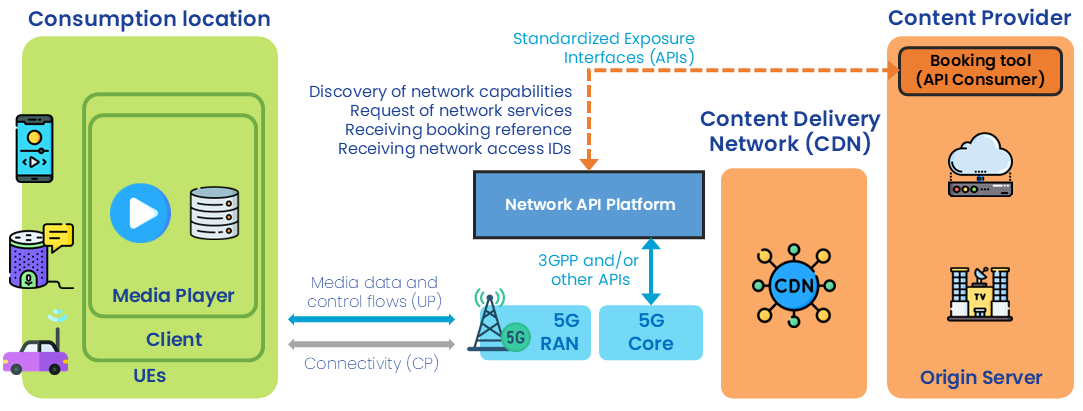 Consumption location
Content Provider
Standardized Exposure
Interfaces (APIs)
Booking tool
(API Consumer)
Discovery of network capabilities
Request of network services
Receiving booking reference
Receiving network access IDs
Content Delivery
Network (CDN)
Network API Platform
3GPP and/or
other APIs
CDN
TV
Media Player
Media data and
control flows (UP)
5G
5G
RAN
5G
Core
Client
Connectivity (CP)
UEs
Origin Server